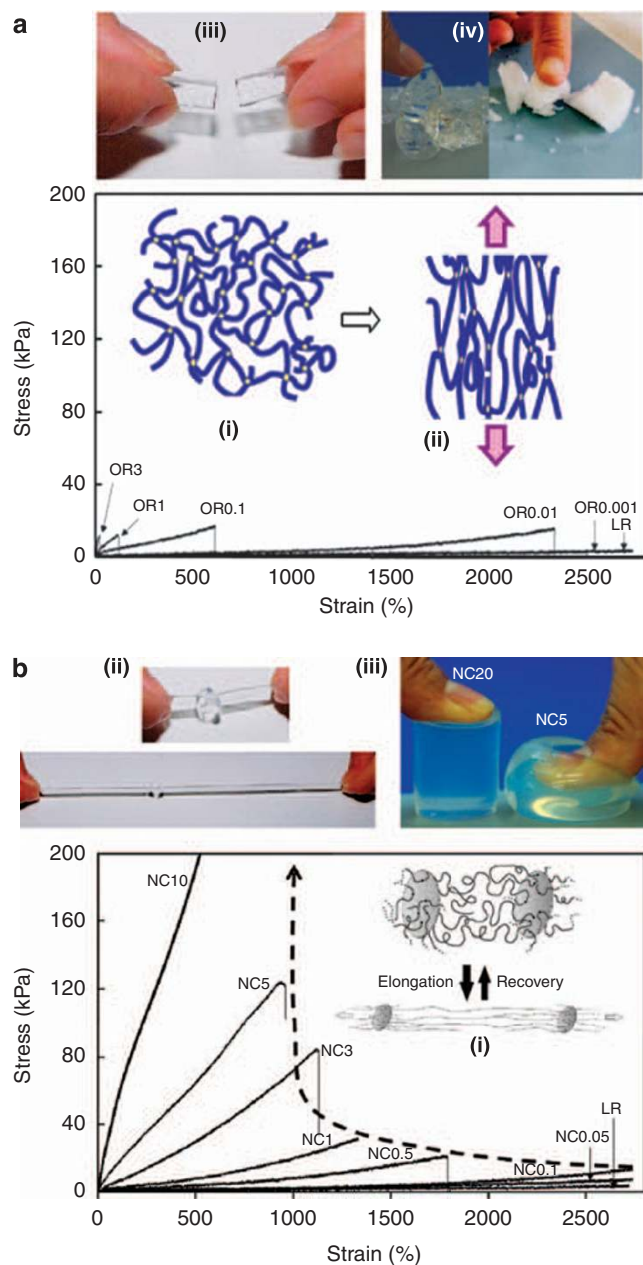 a
(iii)
(iv)
200
160
120
80
40
0
Stress (kPa)
(i)
(ii)
OR3
OR1
OR0.1
OR0.01
OR0.001
LR
0
500
1000
1500
2000
2500
Strain (%)
b
(ii)
(iii)
NC20
NC5
200
160
120
80
40
0
Stress (kPa)
NC10
NC5
NC3
NC1
NC0.5
NC0.1
NC0.05
LR
Elongation
Recovery
(i)
0
500
1000
1500
2000
2500
Strain (%)